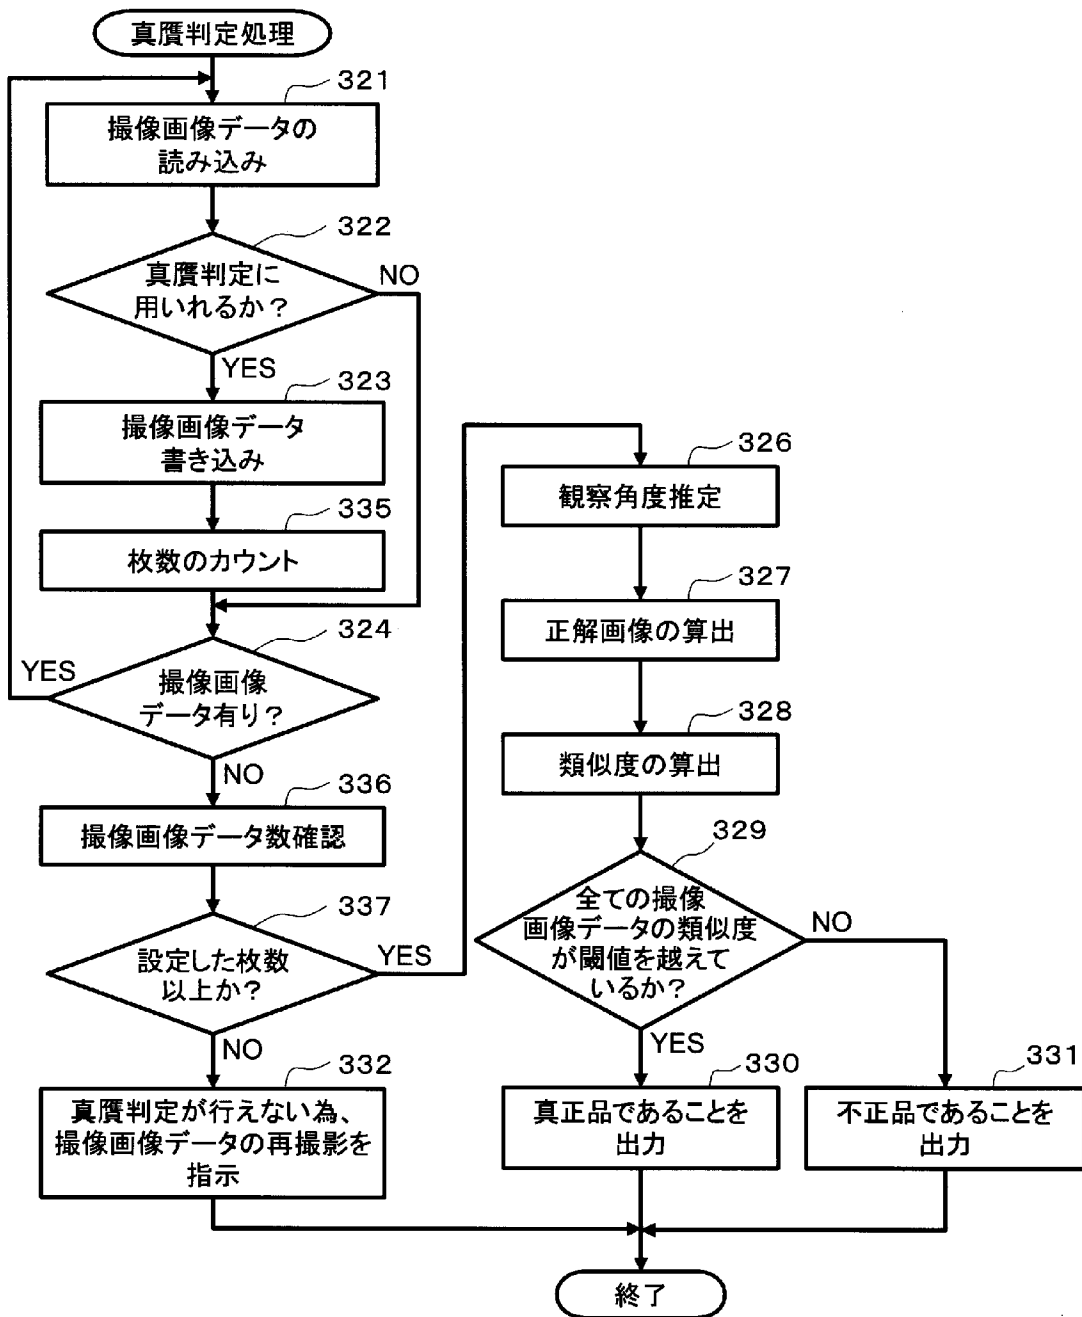 真贋判定処理
321
撮像画像データの
読み込み
322
真贋判定に
用いれるか？
NO
YES
323
撮像画像データ
書き込み
335
枚数のカウント
324
YES
撮像画像
データ有り？
NO
336
撮像画像データ数確認
337
設定した枚数
以上か？
YES
NO
332
真贋判定が行えない為、
撮像画像データの再撮影を
指示
326
観察角度推定
327
正解画像の算出
328
類似度の算出
329
全ての撮像
画像データの類似度
が閾値を越えて
いるか？
NO
YES
330
真正品であることを
出力
331
不正品であることを
出力
終了